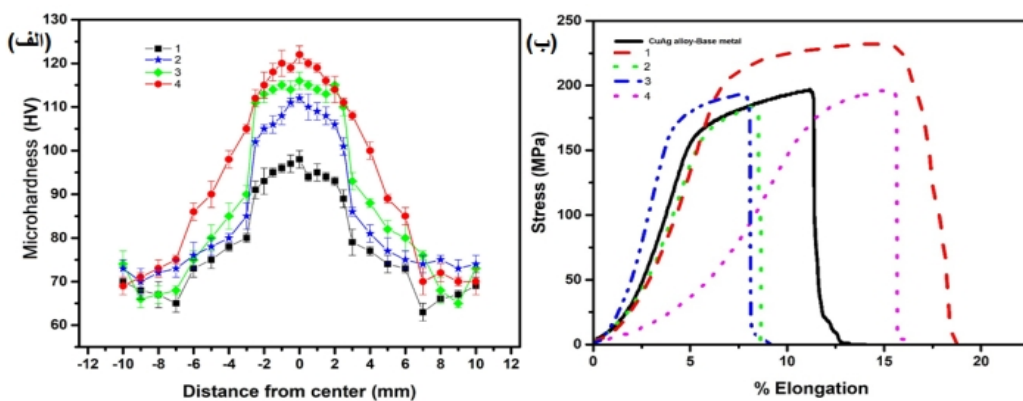 (الف)
130
120
110
100
90
80
70
60
Microhardness (HV)
1
2
3
4
-12 -10 -8 -6 -4 -2 0 2 4 6 8 10 12
Distance from center (mm)
(ب)
250
200
150
100
50
0
Stress (MPa)
CuAg alloy-Base metal
1
2
3
4
0 5 10 15 20
% Elongation